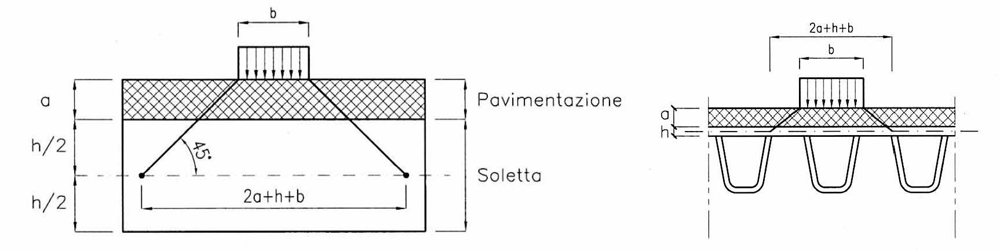 b
a
Pavimentazione
h/2
45°
Soletta
2a+h+b
h/2
2a+h+b
b
a
h